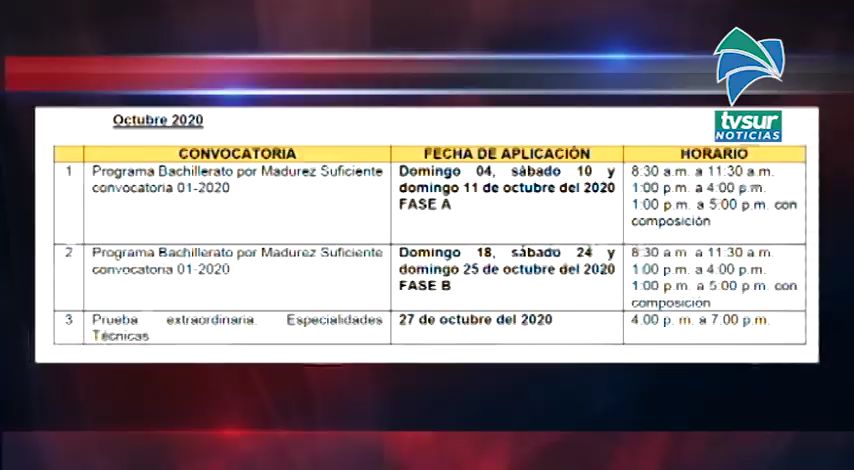 tvsur
NOTICIAS
Octubre 2020
CONVOCATORIA FECHA DE APLICACIÓN HORARIO
1 Programa Bachillerato por Madurez Suficiente Domingo 04, sábado 10 y 8:30 a.m. a 11:30 a.m.
convocatoria 01-2020 domingo 11 de octubre del 2020 1:00 p.m. a 4:00 p.m.
FASE A 1:00 p.m. a 5:00 p.m. con
composición
2 Programa Bachillerato por Madurez Suficiente Domingo 18, sábado 24 y 8:30 a.m. a 11:30 a.m.
convocatoria 01-2020 domingo 25 de octubre del 2020 1:00 p.m. a 4:00 p.m.
FASE B 1:00 p.m. a 5:00 p.m. con
composición
3 Prueba extraordinaria. Especialidades 27 de octubre del 2020 4:00 p. m. a 7:00 p.m.
Técnicas